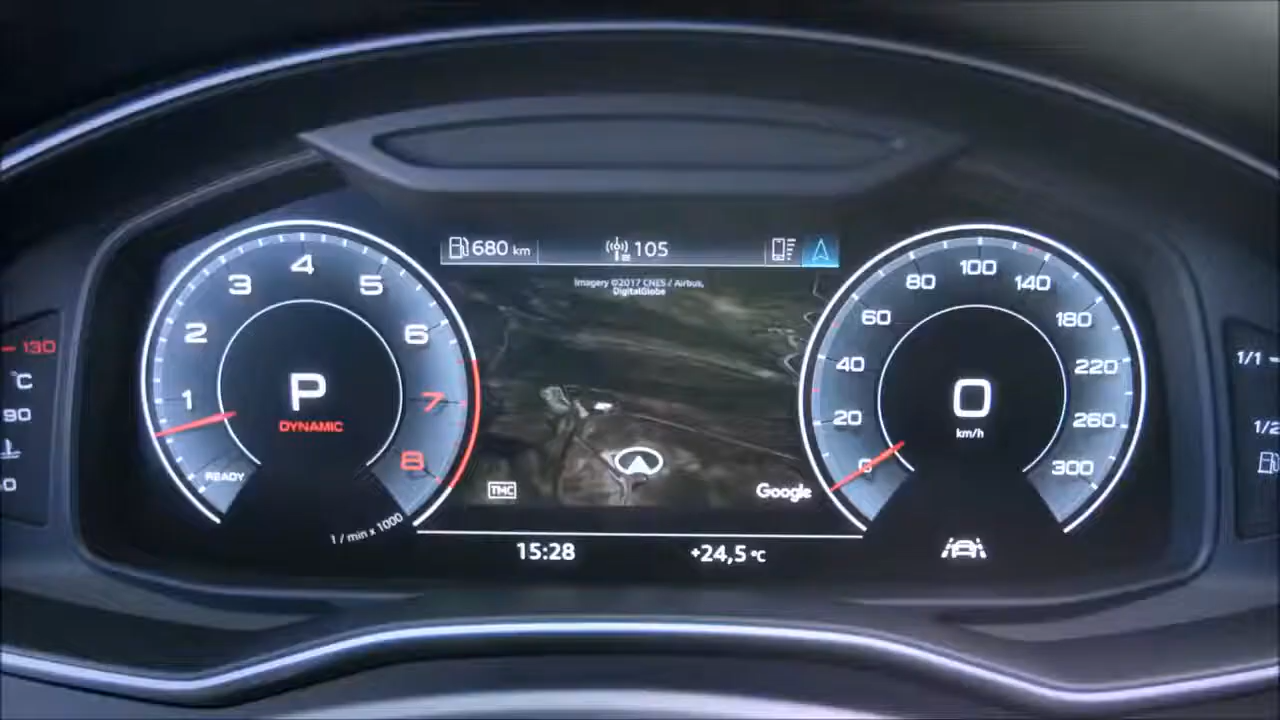 680 km
105
Imagery ©2017 CNES / Airbus,
DigitalGlobe
1
2
3
4
5
6
7
8
READY
P
DYNAMIC
1 / min x 1000
TMC
Google
0
20
40
60
80
100
140
180
220
260
300
0
km/h
15:28
+24,5 °C
130
°C
90
1/1
1/2